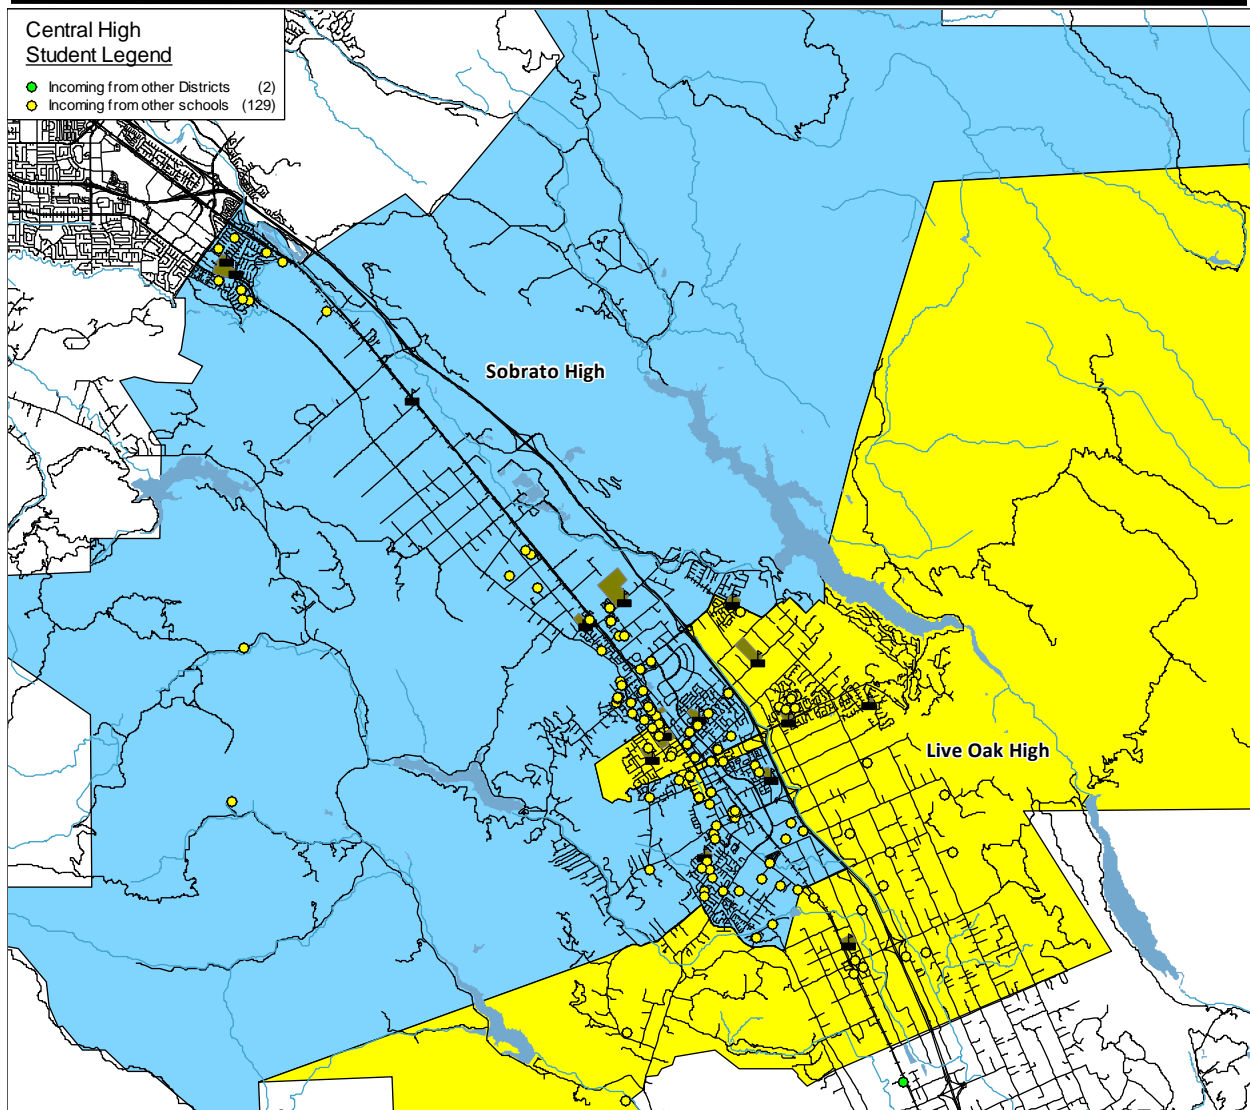 Central High
Student Legend
Incoming from other Districts (2)
Incoming from other schools (129)
Sobrato High
Live Oak High